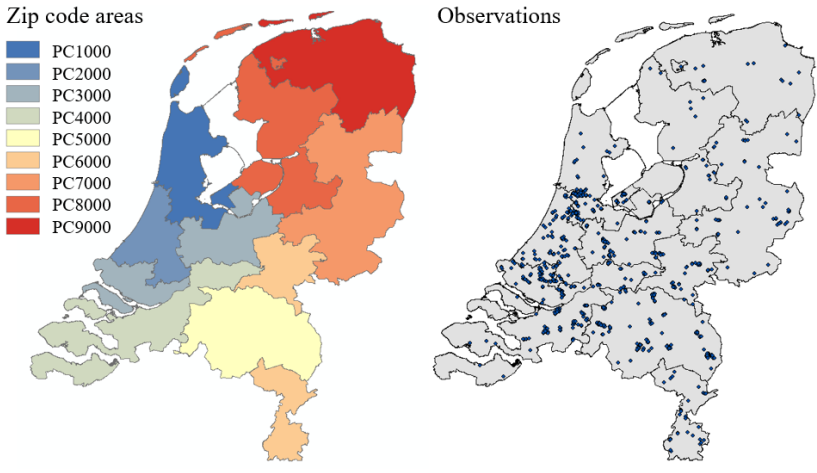 Zip code areas
PC1000
PC2000
PC3000
PC4000
PC5000
PC6000
PC7000
PC8000
PC9000
Observations